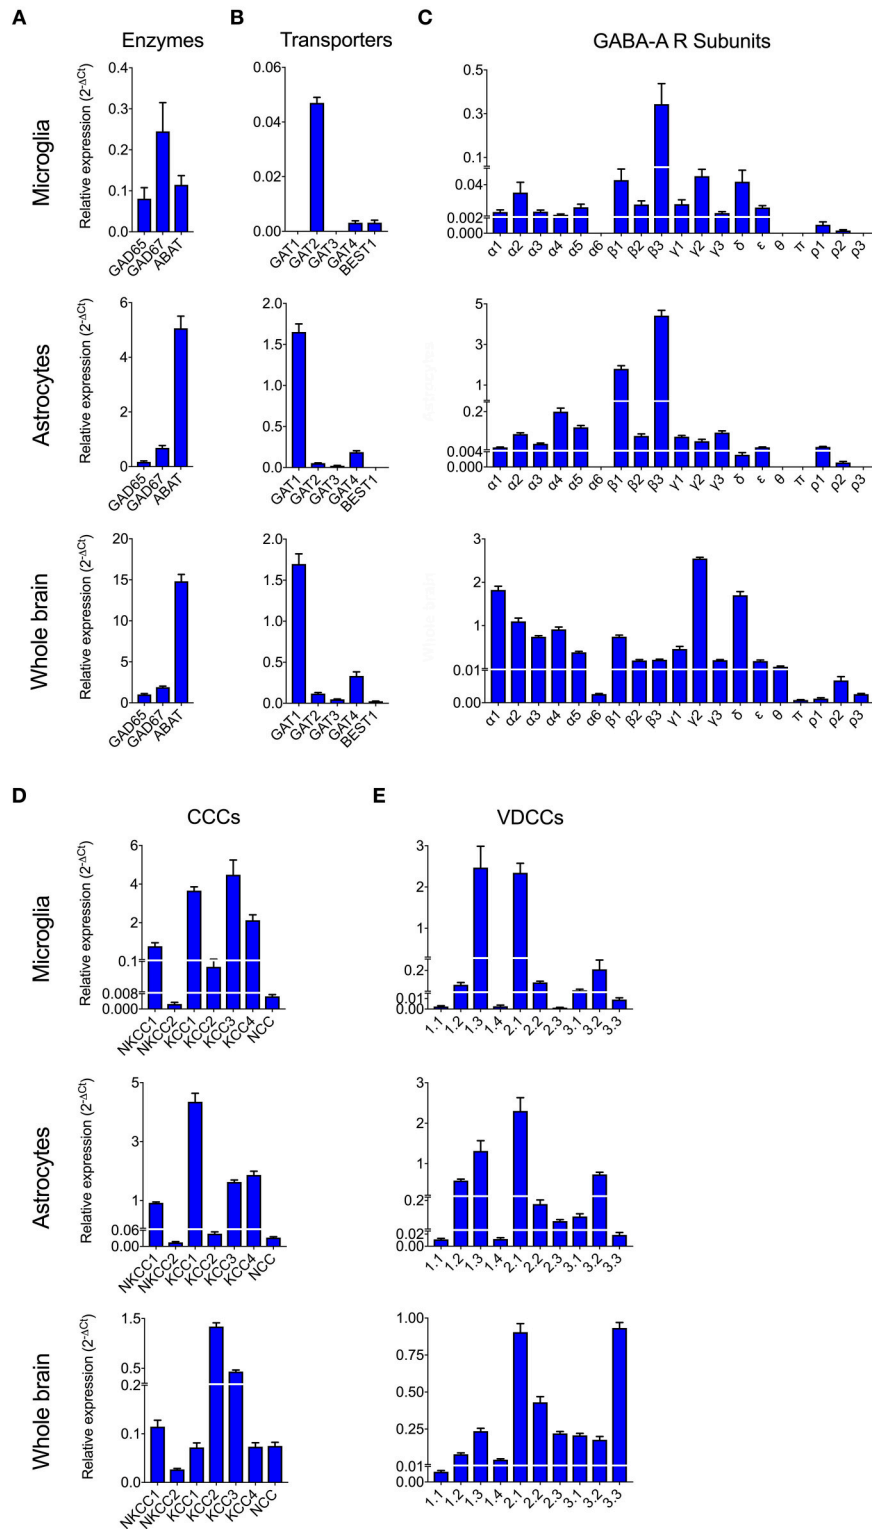 A
Enzymes
B
Transporters
C
GABA-A R Subunits
Microglia
Relative expression (2-ΔCt)
0.4
0.3
0.2
0.1
0.0
GAD65
GAD67
ABAT
0.06
0.04
0.02
0.00
GAT1
GAT2
GAT3
GAT4
BEST1
0.5
0.3
0.1
0.04
0.002
0.000
α1
α2
α3
α4
α5
α6
β1
β2
β3
γ1
γ2
γ3
δ
ε
θ
π
ρ1
ρ2
ρ3
Astrocytes
Relative expression (2-ΔCt)
6
4
2
0
GAD65
GAD67
ABAT
2.0
1.5
1.0
0.5
0.0
GAT1
GAT2
GAT3
GAT4
BEST1
Astrocytes
5
3
1
0.2
0.004
0.000
α1
α2
α3
α4
α5
α6
β1
β2
β3
γ1
γ2
γ3
δ
ε
θ
π
ρ1
ρ2
ρ3
Whole brain
Relative expression (2-ΔCt)
20
15
10
5
0
GAD65
GAD67
ABAT
2.0
1.5
1.0
0.5
0.0
GAT1
GAT2
GAT3
GAT4
BEST1
Whole brain
3
2
1
0.01
0.00
α1
α2
α3
α4
α5
α6
β1
β2
β3
γ1
γ2
γ3
δ
ε
θ
π
ρ1
ρ2
ρ3
D
CCCs
E
VDCCs
Microglia
Relative expression (2-ΔCt)
6
4
2
0.1
0.008
0.000
NKCC1
NKCC2
KCC1
KCC2
KCC3
KCC4
NCC
3
2
1
0.2
0.01
0.00
1.1
1.2
1.3
1.4
2.1
2.2
2.3
3.1
3.2
3.3
Astrocytes
Relative expression (2-ΔCt)
5
3
1
0.06
0.00
NKCC1
NKCC2
KCC1
KCC2
KCC3
KCC4
NCC
3
2
1
0.2
0.02
0.00
1.1
1.2
1.3
1.4
2.1
2.2
2.3
3.1
3.2
3.3
Whole brain
Relative expression (2-ΔCt)
1.5
0.5
0.2
0.1
0.0
NKCC1
NKCC2
KCC1
KCC2
KCC3
KCC4
NCC
1.00
0.75
0.50
0.25
0.01
0.00
1.1
1.2
1.3
1.4
2.1
2.2
2.3
3.1
3.2
3.3